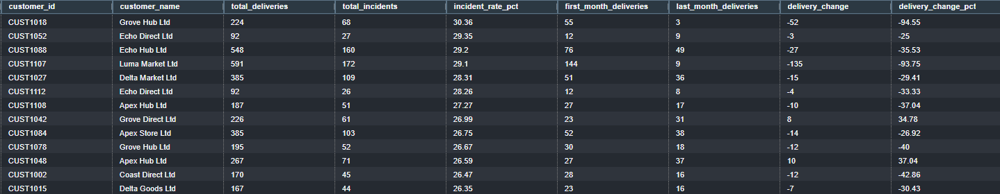 customer_id customer_name total_deliveries total_incidents incident_rate_pct first_month_deliveries last_month_deliveries delivery_change delivery_change_pct
CUST1018 Grove Hub Ltd 224 68 30.36 55 3 -52 -94.55
CUST1052 Echo Direct Ltd 92 27 29.35 12 9 -3 -25
CUST1088 Echo Hub Ltd 548 160 29.2 76 49 -27 -35.53
CUST1107 Luma Market Ltd 591 172 29.1 144 9 -135 -93.75
CUST1027 Delta Market Ltd 385 109 28.31 51 36 -15 -29.41
CUST1112 Echo Direct Ltd 92 26 28.26 12 8 -4 -33.33
CUST1108 Apex Hub Ltd 187 51 27.27 27 17 -10 -37.04
CUST1042 Grove Direct Ltd 226 61 26.99 23 31 8 34.78
CUST1084 Apex Store Ltd 385 103 26.75 52 38 -14 -26.92
CUST1078 Grove Hub Ltd 195 52 26.67 30 18 -12 -40
CUST1048 Apex Hub Ltd 267 71 26.59 27 37 10 37.04
CUST1002 Coast Direct Ltd 170 45 26.47 28 16 -12 -42.86
CUST1015 Delta Goods Ltd 167 44 26.35 23 16 -7 -30.43